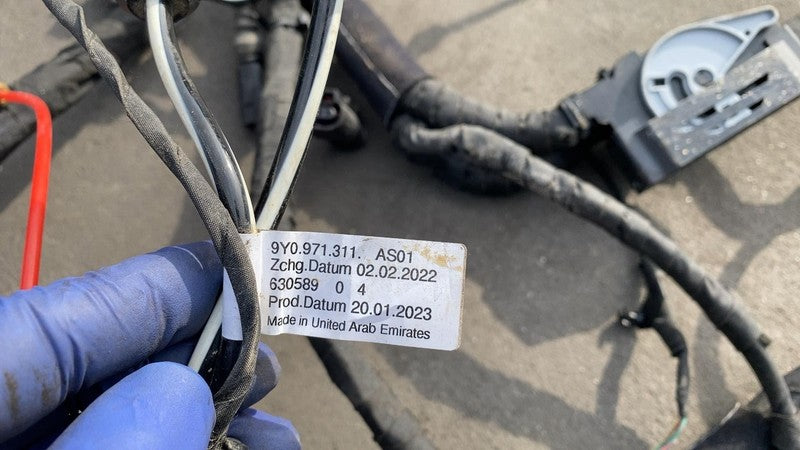 9Y0.971.311. AS01
Zchg.Datum 02.02.2022
630589 0 4
Prod.Datum 20.01.2023
Made in United Arab Emirates